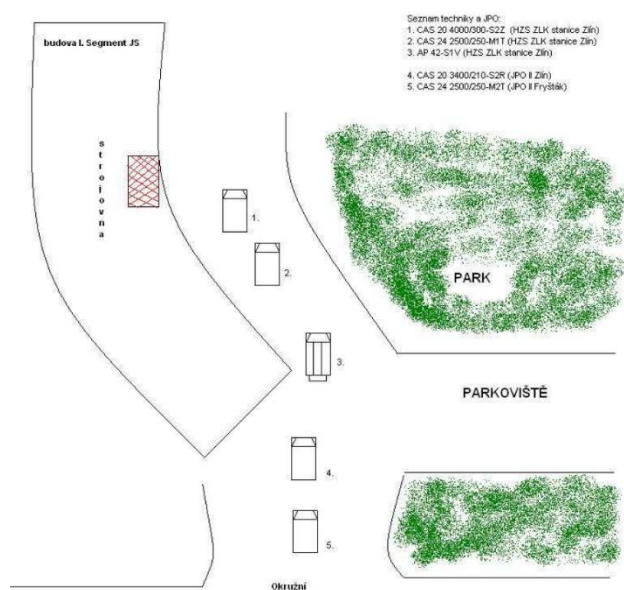 Seznam techniky a JPO:
1. CAS 20 4000/300-S2Z (HZS ZLK stanice Zlín)
2. CAS 24 2500/250-M1T (HZS ZLK stanice Zlín)
3. AP 42-S1V (HZS ZLK stanice Zlín)
4. CAS 20 3400/210-S2R (JPO II Zlín)
5. CAS 24 2500/250-M2T (JPO II Fryšták)
budova I. Segment JS
strojovna
1.
2.
PARK
3.
PARKOVIŠTĚ
4.
5.
Okružní